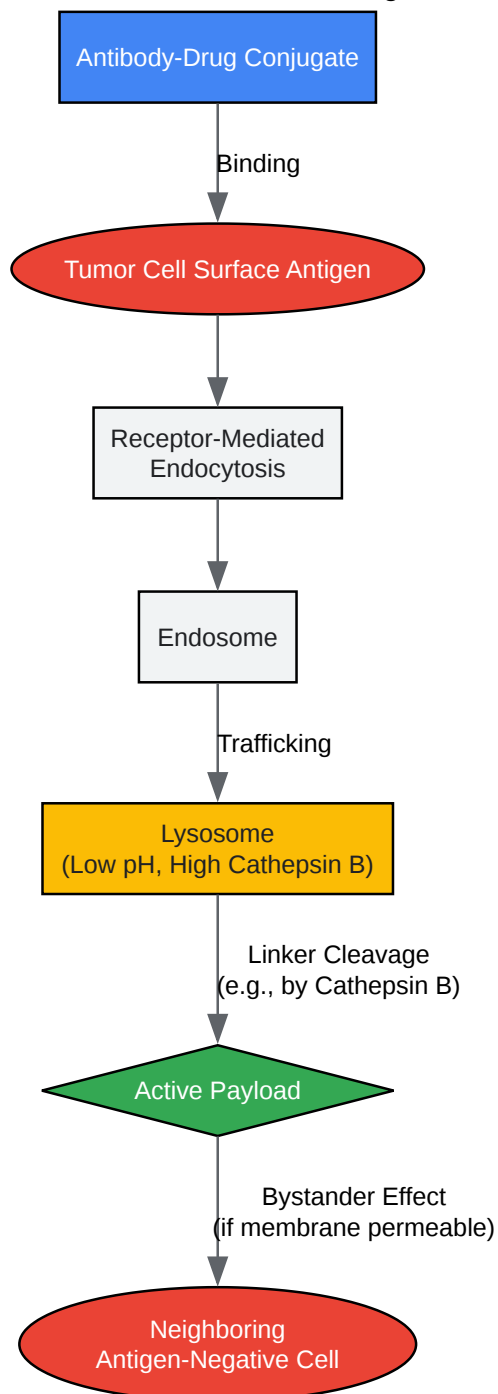 Antibody-Drug Conjugate
Binding
Tumor Cell Surface Antigen
Receptor-Mediated
Endocytosis
Endosome
Trafficking
Lysosome
(Low pH, High Cathepsin B)
Linker Cleavage
(e.g., by Cathepsin B)
Active Payload
Bystander Effect
(if membrane permeable)
Neighboring
Antigen-Negative Cell